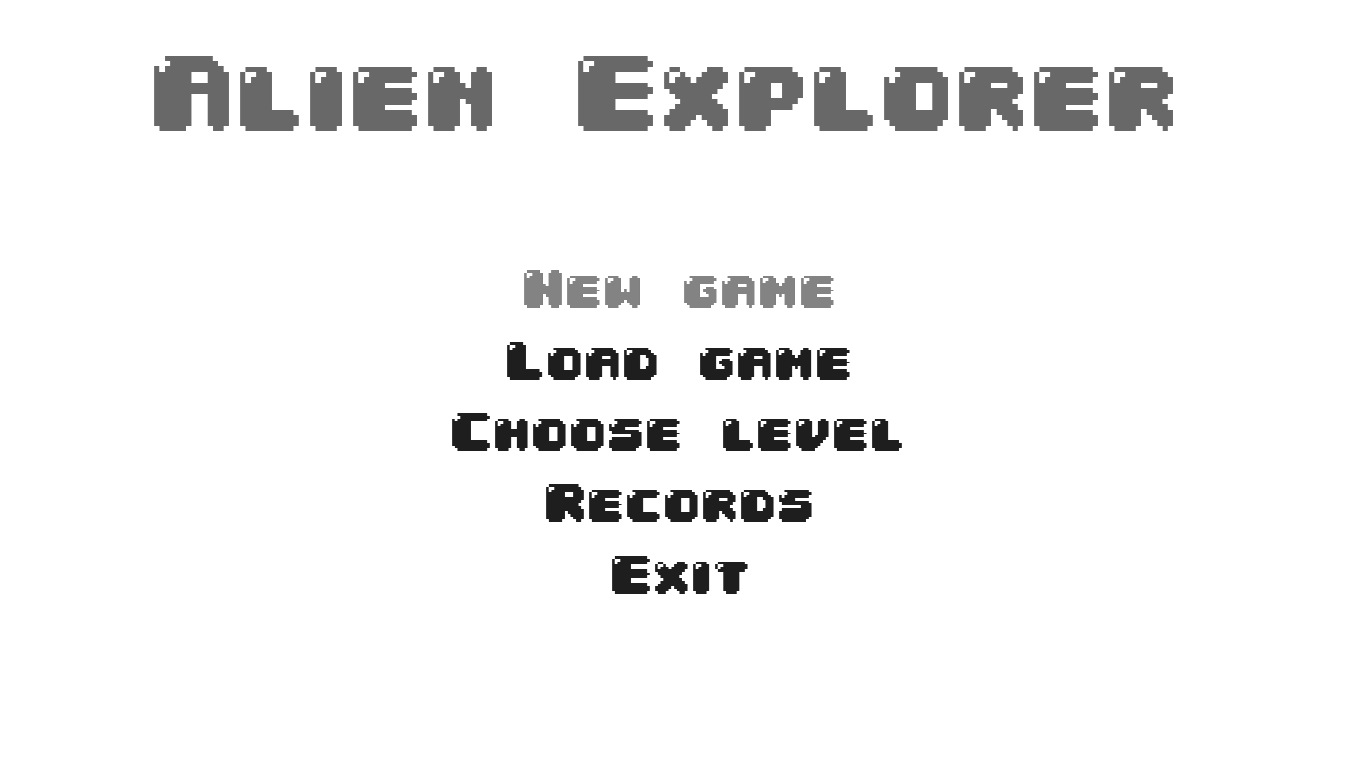 Alien Explorer
New game
Load game
Choose level
Records
Exit